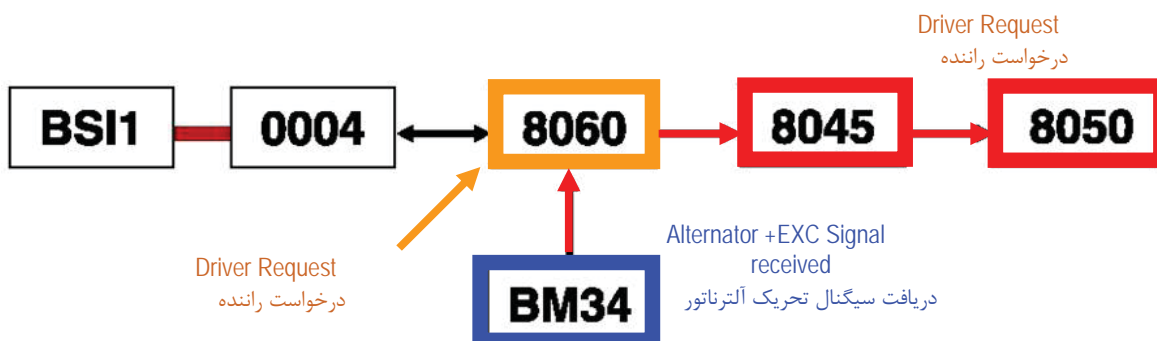 Driver Request
درخواست راننده
BSI1
0004
8060
8045
8050
Driver Request
درخواست راننده
BM34
Alternator +EXC Signal
received
دریافت سیگنال تحریک آلترناتور